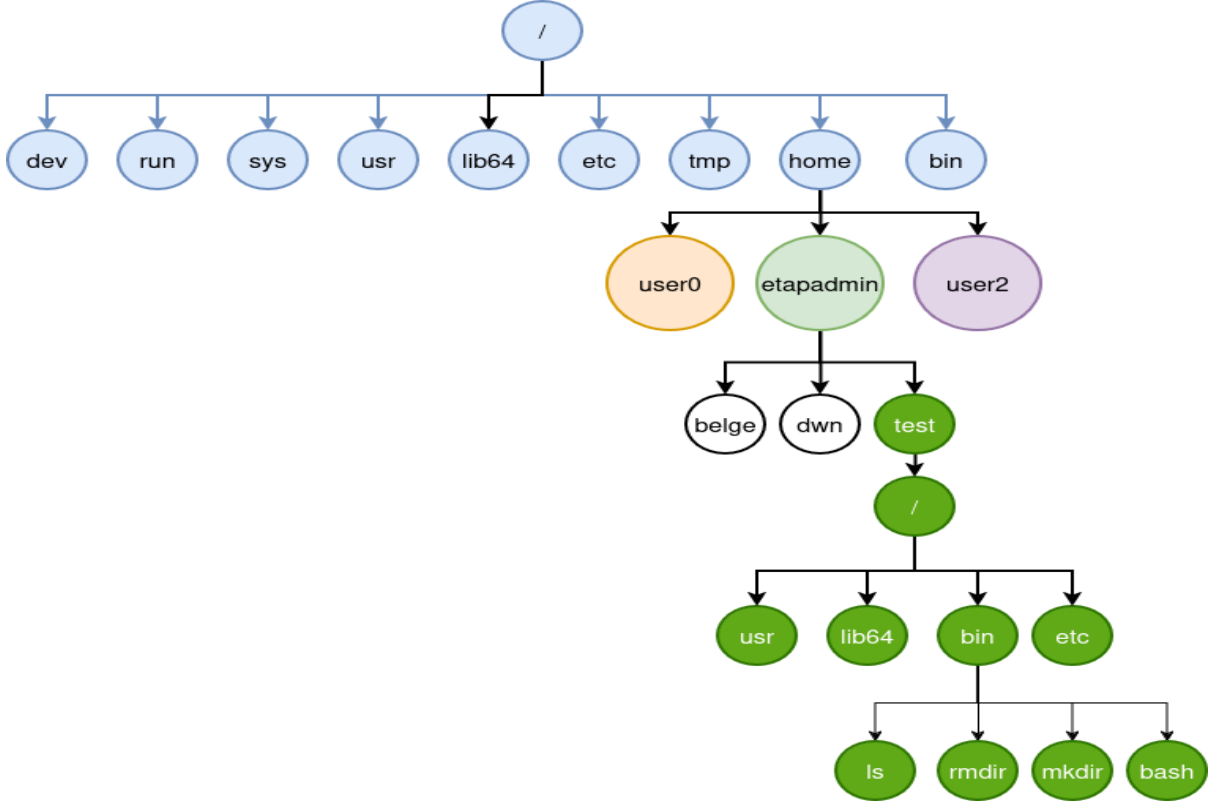 /
dev run sys usr lib64 etc tmp home bin
user0 etapadmin user2
belge dwn test
/
usr lib64 bin etc
ls rmdir mkdir bash